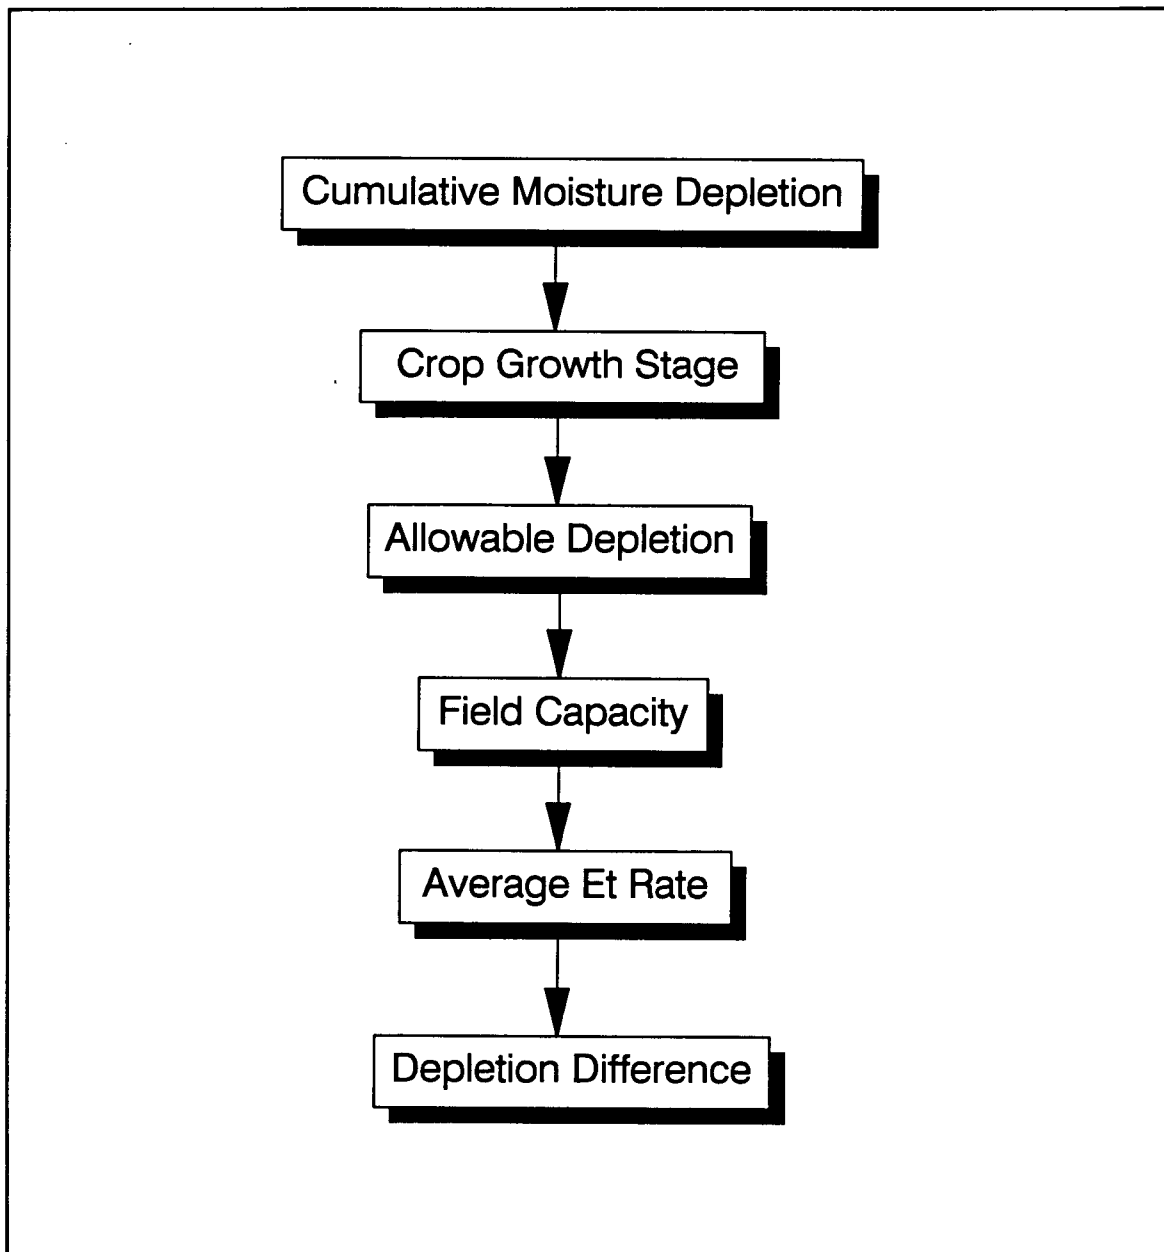 Cumulative Moisture Depletion
Crop Growth Stage
Allowable Depletion
Field Capacity
Average Et Rate
Depletion Difference